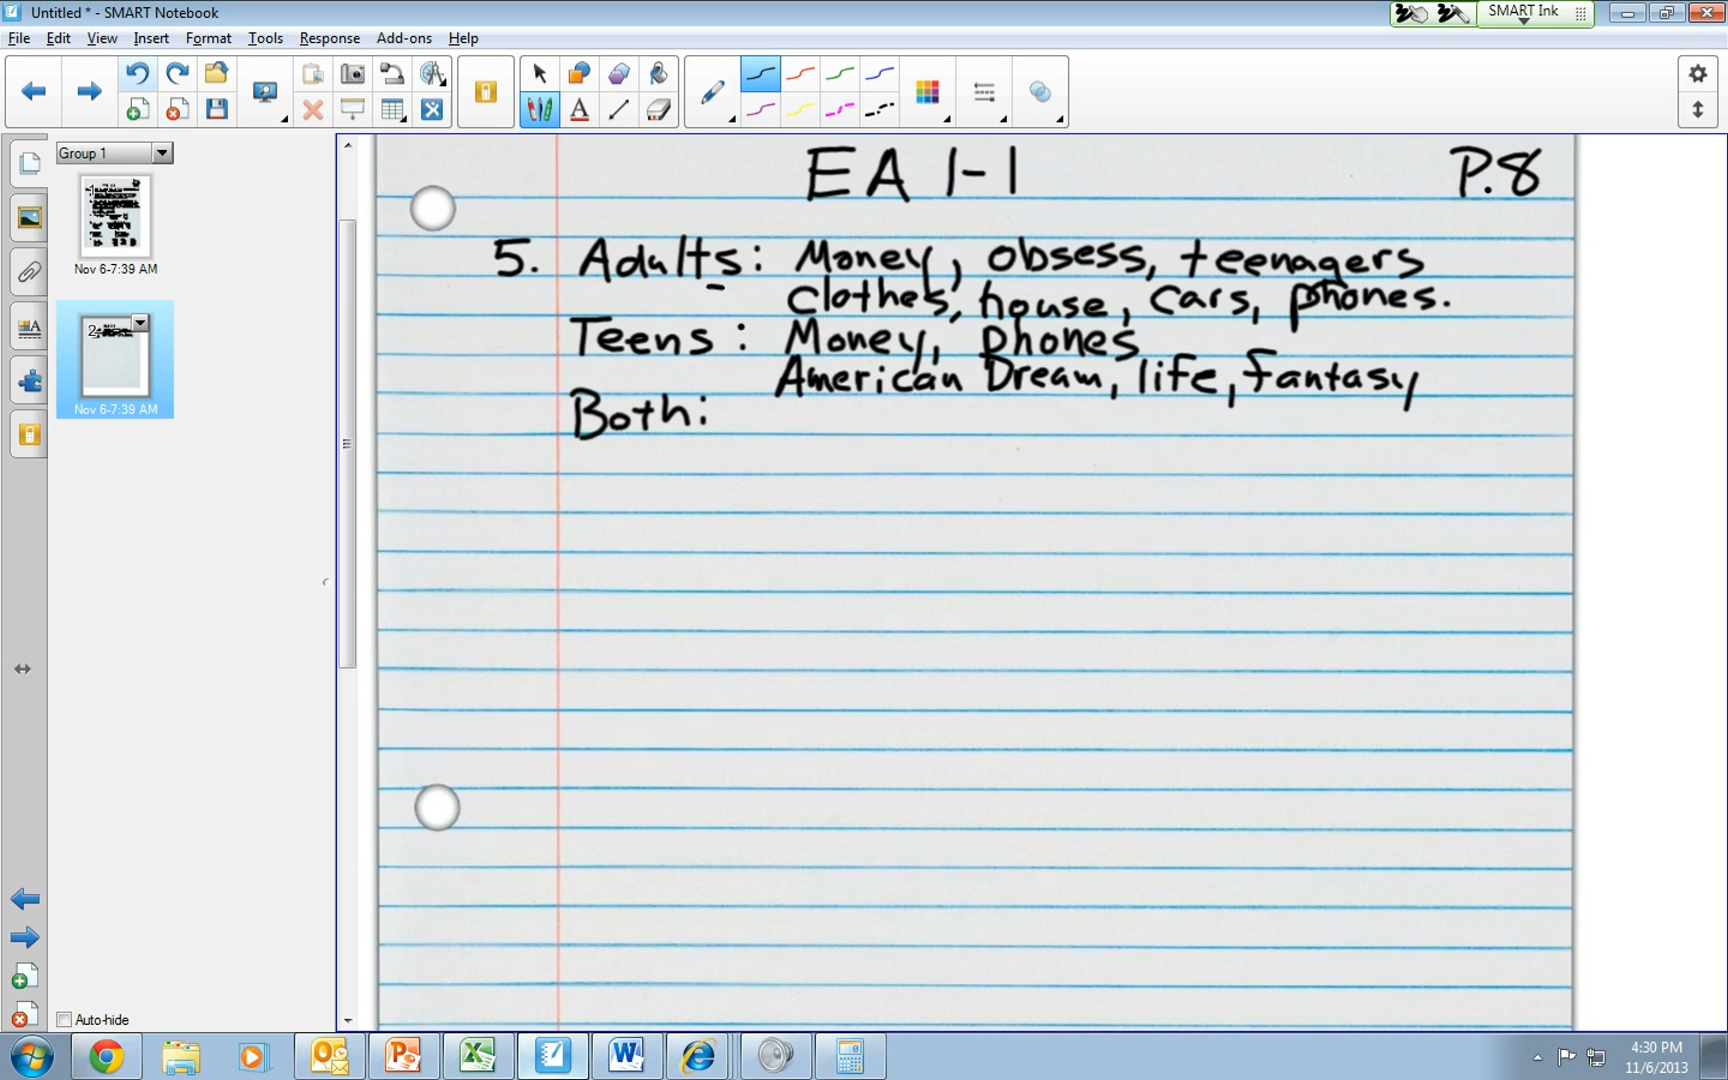 Untitled * - SMART Notebook
SMART Ink
File Edit View Insert Format Tools Response Add-ons Help
Group 1
Nov 6-7:39 AM
2
Nov 6-7:39 AM
Auto-hide
EA 1-1 P.8
5. Adults: Money, obsess, teenagers
clothes, house, cars, phones.
Teens: Money, phones
American Dream, life, fantasy
Both:
4:30 PM
11/6/2013